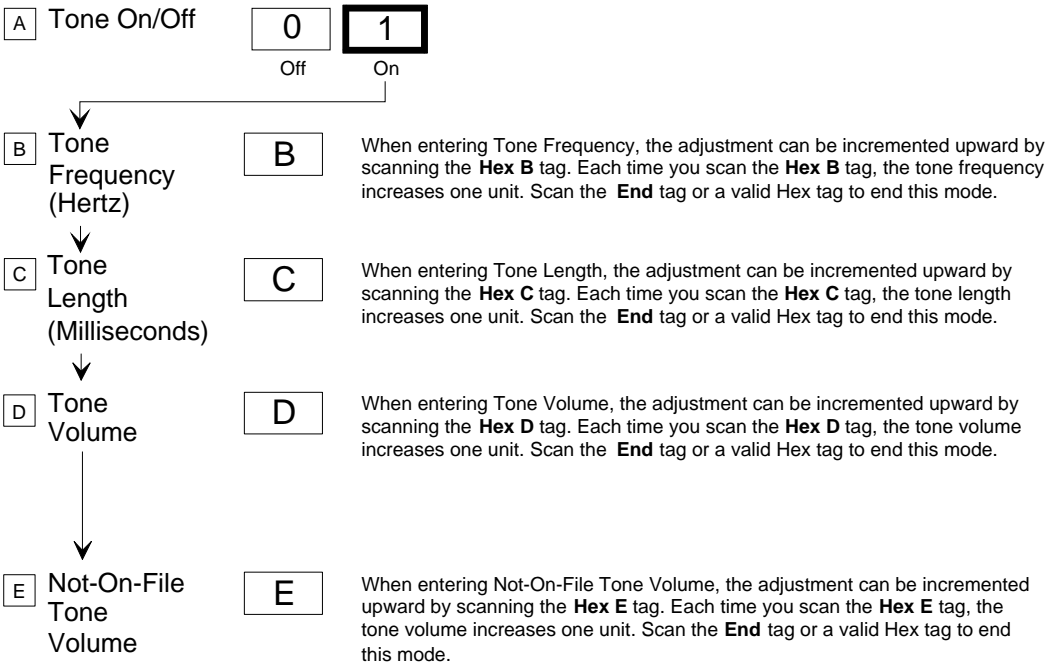 A Tone On/Off 0 1
Off On
B Tone
Frequency
(Hertz)
B
When entering Tone Frequency, the adjustment can be incremented upward by
scanning the Hex B tag. Each time you scan the Hex B tag, the tone frequency
increases one unit. Scan the End tag or a valid Hex tag to end this mode.
C Tone
Length
(Milliseconds)
C
When entering Tone Length, the adjustment can be incremented upward by
scanning the Hex C tag. Each time you scan the Hex C tag, the tone length
increases one unit. Scan the End tag or a valid Hex tag to end this mode.
D Tone
Volume
D
When entering Tone Volume, the adjustment can be incremented upward by
scanning the Hex D tag. Each time you scan the Hex D tag, the tone volume
increases one unit. Scan the End tag or a valid Hex tag to end this mode.
E Not-On-File
Tone
Volume
E
When entering Not-On-File Tone Volume, the adjustment can be incremented
upward by scanning the Hex E tag. Each time you scan the Hex E tag, the
tone volume increases one unit. Scan the End tag or a valid Hex tag to end
this mode.